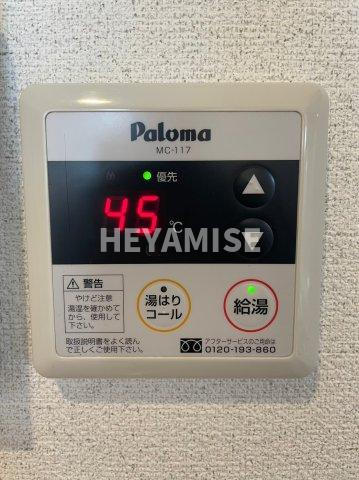 Paloma
MC-117
優先
45 ℃
HEYAMISE
⚠ 警告
やけど注意
湯温を確かめて
から、使用して
下さい。
湯はり
コール
給湯
取扱説明書をよく読ん
で正しくご使用下さい。
アフターサービスのご用命は
0120-193-860